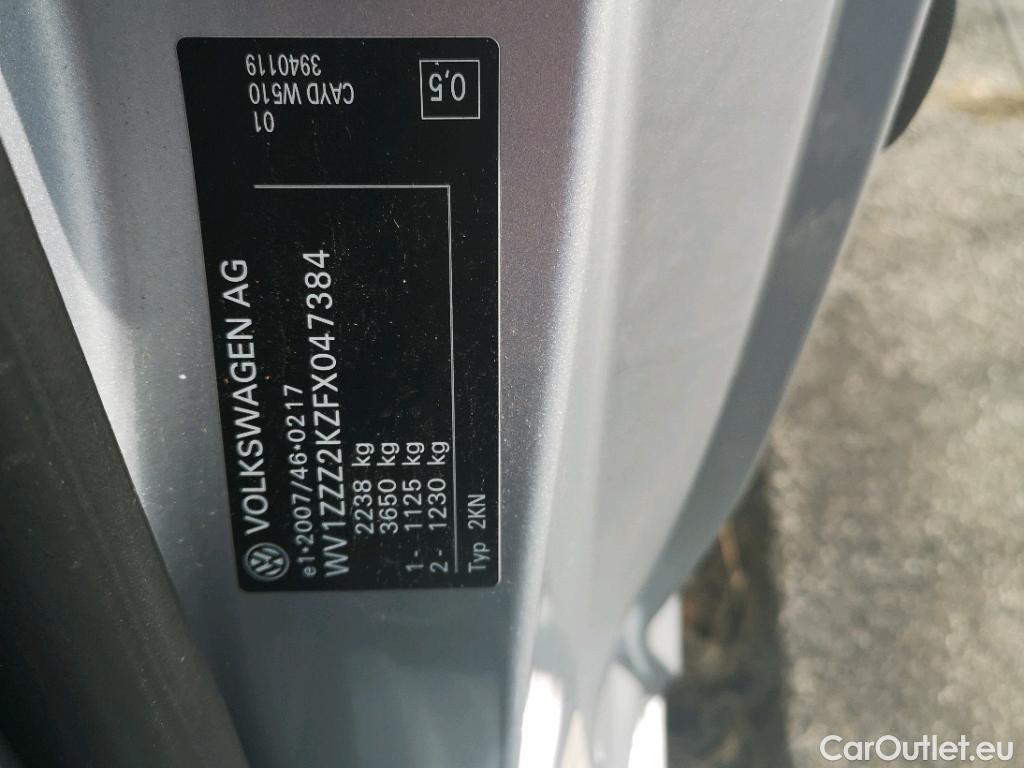 VOLKSWAGEN AG
e1*2007/46*0217
WV1ZZZ2KZFX047384
2238 kg
3650 kg
1- 1125 kg
2- 1230 kg
Typ 2KN
01
CAYD W510
3940119
0,5
CarOutlet.eu